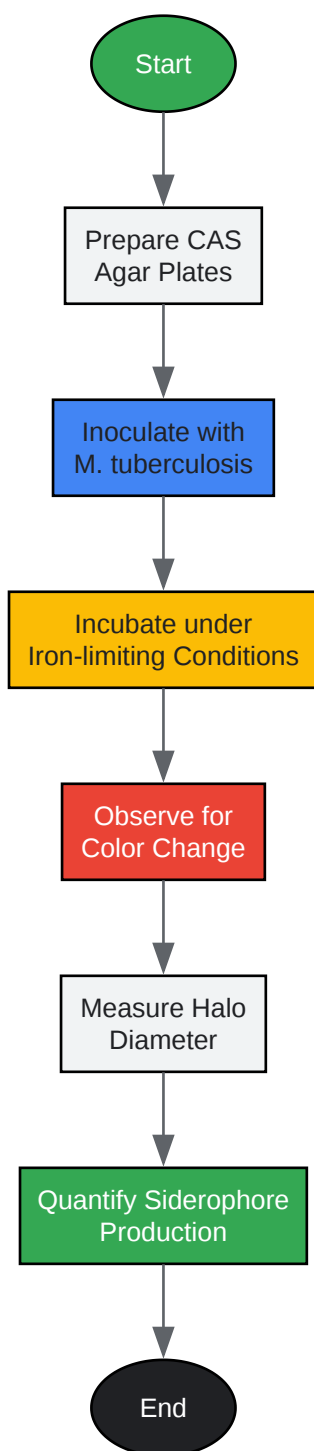 Start
Prepare CAS
Agar Plates
Inoculate with
M. tuberculosis
Incubate under
Iron-limiting Conditions
Observe for
Color Change
Measure Halo
Diameter
Quantify Siderophore
Production
End